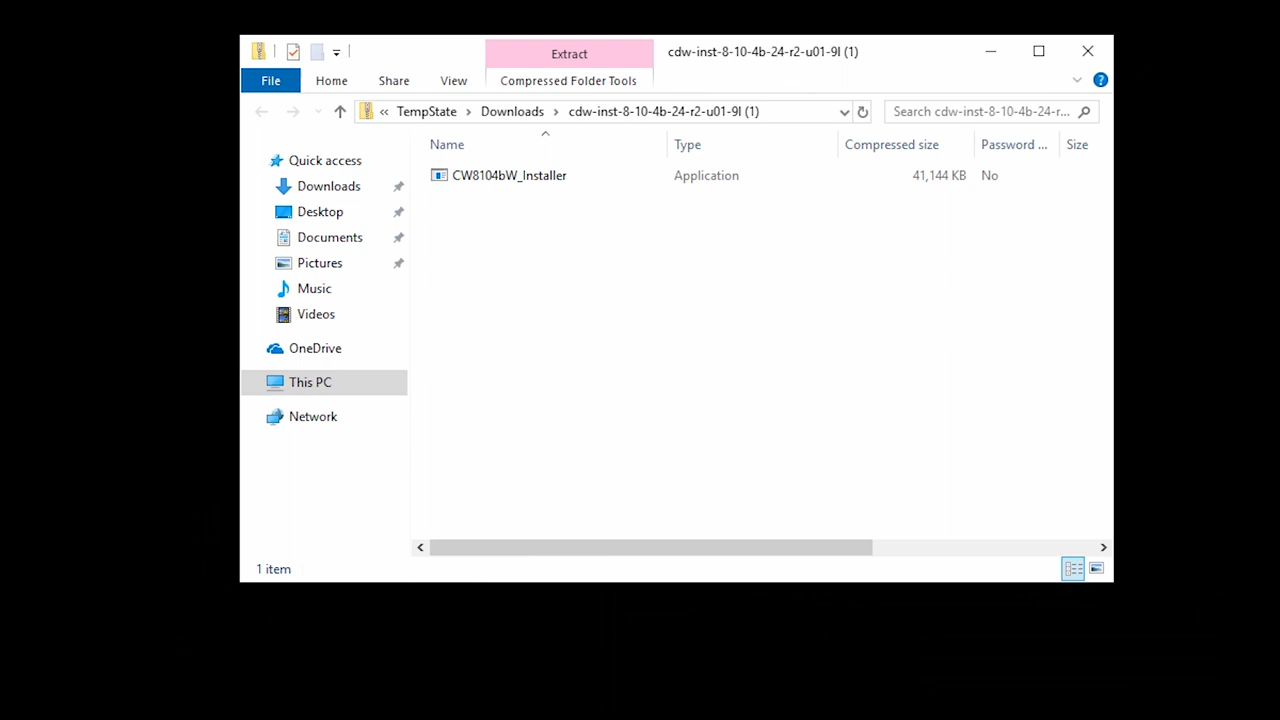 Extract
cdw-inst-8-10-4b-24-r2-u01-9l (1)
File
Home
Share
View
Compressed Folder Tools
« TempState > Downloads > cdw-inst-8-10-4b-24-r2-u01-9l (1)
Search cdw-inst-8-10-4b-24-r...
Name
Type
Compressed size
Password ...
Size
CW8104bW_Installer
Application
41,144 KB
No
Quick access
Downloads
Desktop
Documents
Pictures
Music
Videos
OneDrive
This PC
Network
1 item